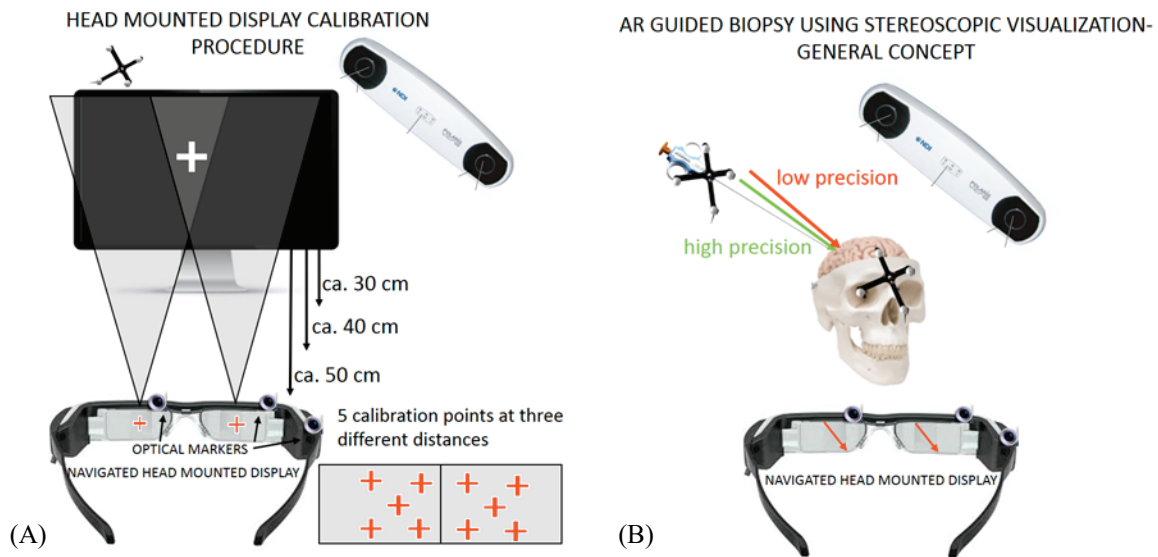 HEAD MOUNTED DISPLAY CALIBRATION
PROCEDURE
NDI
ca. 30 cm
ca. 40 cm
ca. 50 cm
5 calibration points at three
different distances
OPTICAL MARKERS
NAVIGATED HEAD MOUNTED DISPLAY
(A)
AR GUIDED BIOPSY USING STEREOSCOPIC VISUALIZATION-
GENERAL CONCEPT
NDI
low precision
high precision
NAVIGATED HEAD MOUNTED DISPLAY
(B)